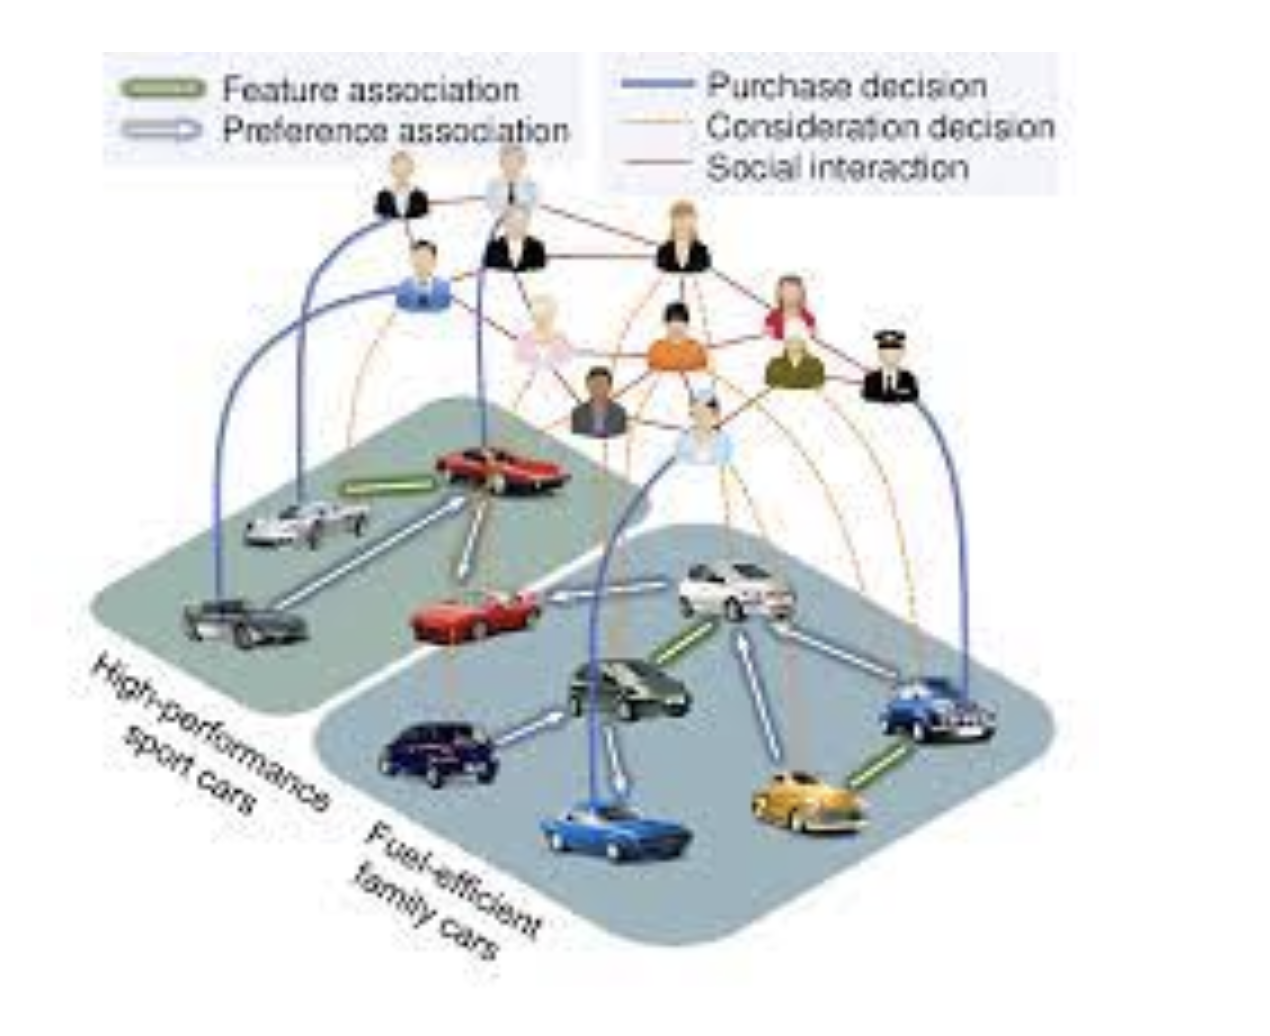 Feature association
Preference association
Purchase decision
Consideration decision
Social interaction
High-performance
sport cars
Fuel-efficient
family cars